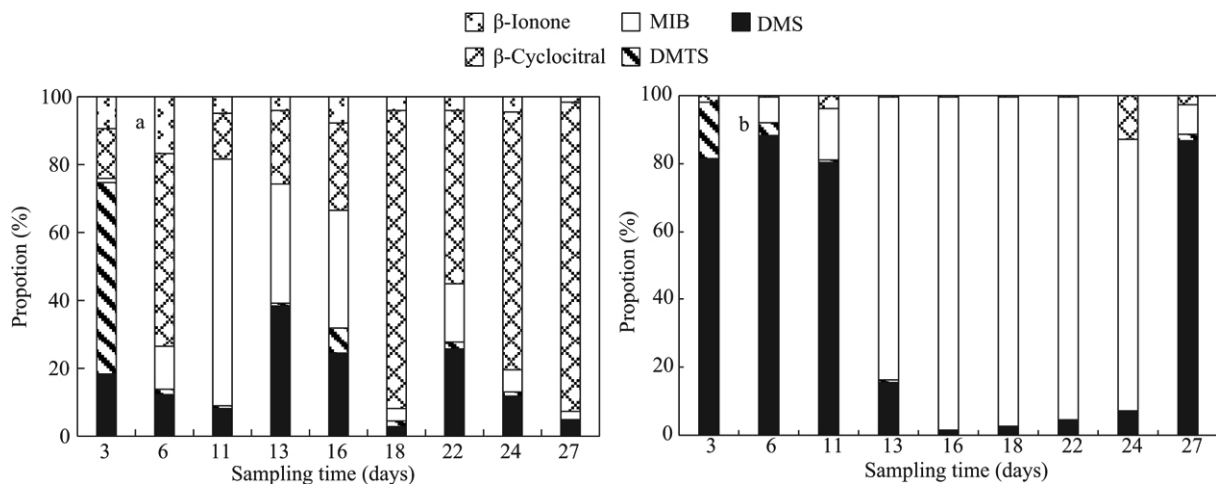 β-Ionone MIB DMS
β-Cyclocitral DMTS
a
Propotion (%)
100
80
60
40
20
0
3 6 11 13 16 18 22 24 27
Sampling time (days)
b
Propotion (%)
100
80
60
40
20
0
3 6 11 13 16 18 22 24 27
Sampling time (days)